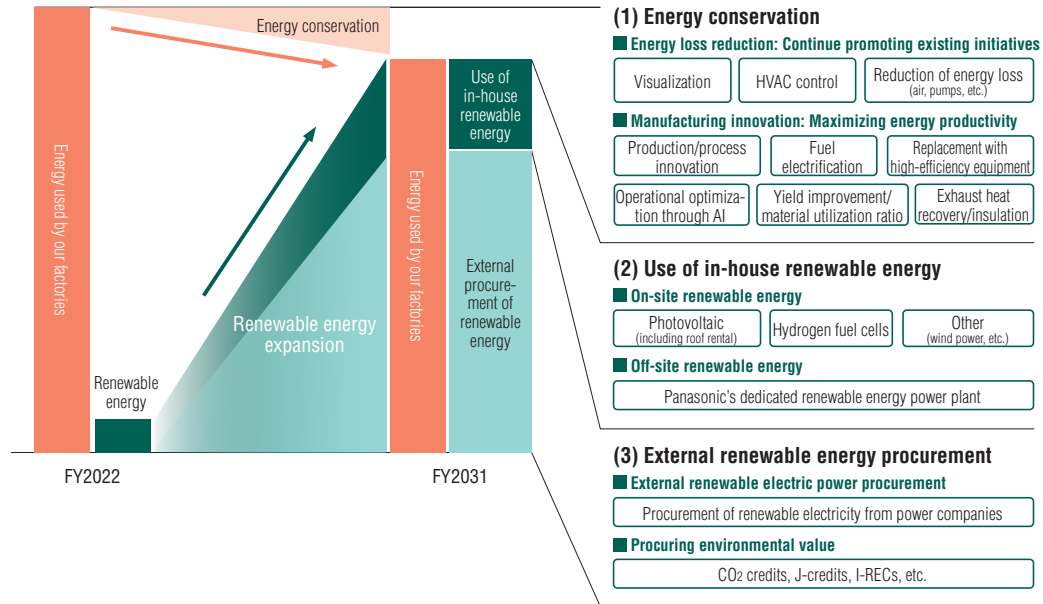 Energy conservation
Energy used by our factories
Renewable
energy
Renewable energy
expansion
Energy used by our factories
Use of
in-house
renewable
energy
External
procure-
ment of
renewable
energy
FY2022
FY2031
(1) Energy conservation
Energy loss reduction: Continue promoting existing initiatives
Visualization
HVAC control
Reduction of energy loss
(air, pumps, etc.)
Manufacturing innovation: Maximizing energy productivity
Production/process
innovation
Fuel
electrification
Replacement with
high-efficiency equipment
Operational optimiza-
tion through AI
Yield improvement/
material utilization ratio
Exhaust heat
recovery/insulation
(2) Use of in-house renewable energy
On-site renewable energy
Photovoltaic
(including roof rental)
Hydrogen fuel cells
Other
(wind power, etc.)
Off-site renewable energy
Panasonic's dedicated renewable energy power plant
(3) External renewable energy procurement
External renewable electric power procurement
Procurement of renewable electricity from power companies
Procuring environmental value
CO2 credits, J-credits, I-RECs, etc.